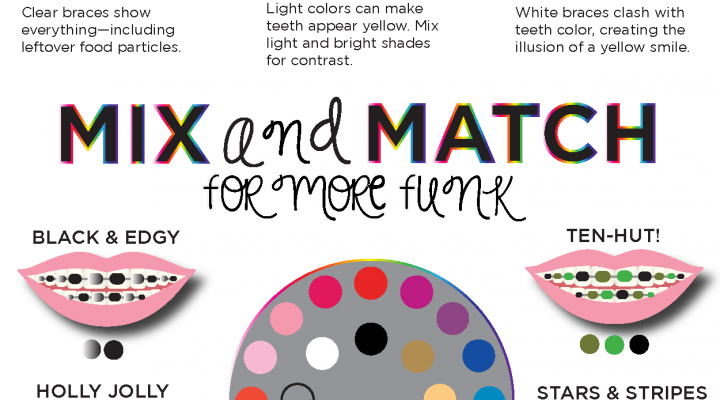 Clear braces show
everything—including
leftover food particles.
Light colors can make
teeth appear yellow. Mix
light and bright shades
for contrast.
White braces clash with
teeth color, creating the
illusion of a yellow smile.
MIX and MATCH
FOR MORE FUNK
BLACK & EDGY
TEN-HUT!
HOLLY JOLLY
STARS & STRIPES